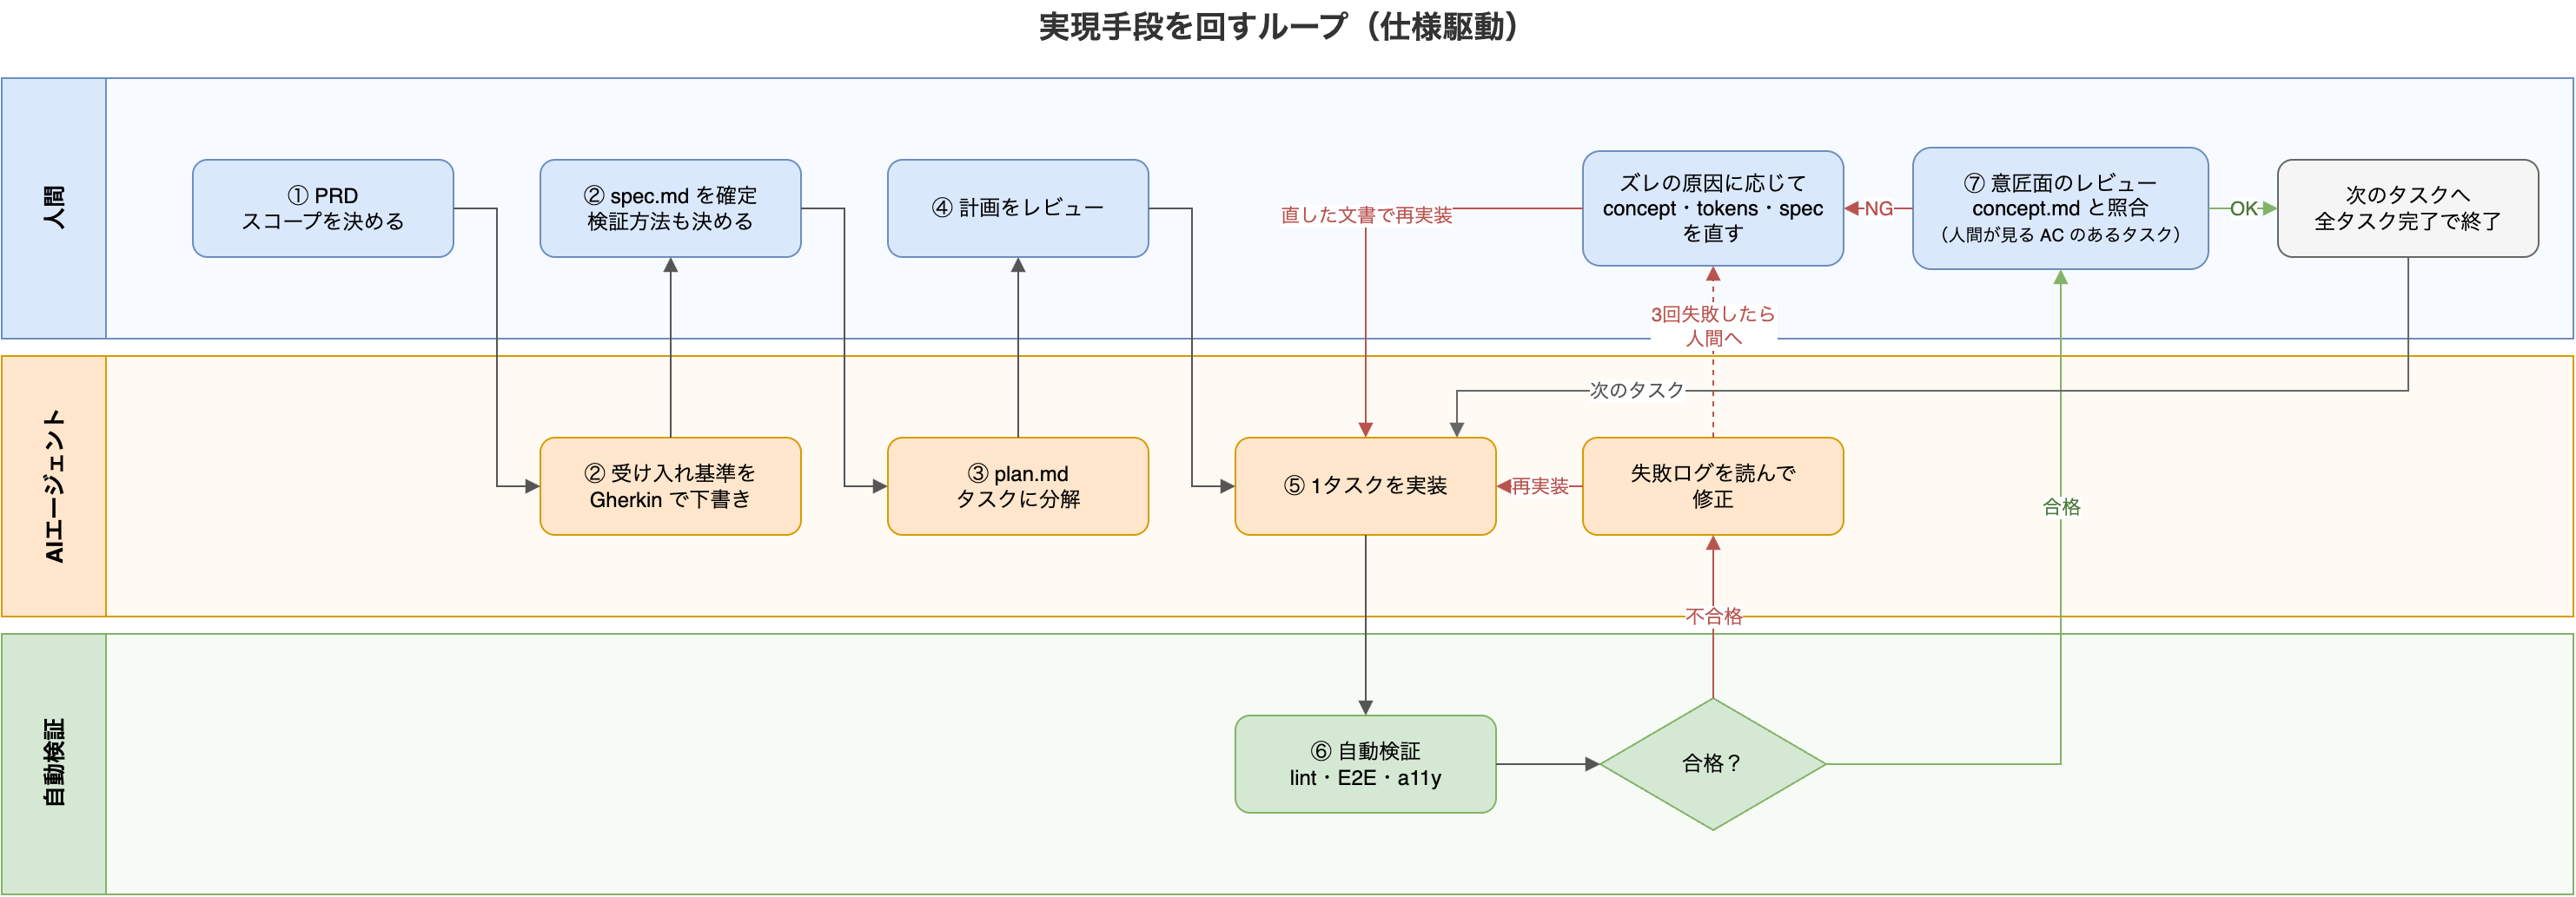 実現手段を回すループ（仕様駆動）
人間
① PRD
スコープを決める
② spec.md を確定
検証方法も決める
④ 計画をレビュー
直した文書で再実装
ズレの原因に応じて
concept・tokens・spec
を直す
NG
⑦ 意匠面のレビュー
concept.md と照合
（人間が見る AC のあるタスク）
OK
次のタスクへ
全タスク完了で終了
3回失敗したら
人間へ
AIエージェント
次のタスク
② 受け入れ基準を
Gherkin で下書き
③ plan.md
タスクに分解
⑤ 1タスクを実装
再実装
失敗ログを読んで
修正
合格
不合格
自動検証
⑥ 自動検証
lint・E2E・a11y
合格？